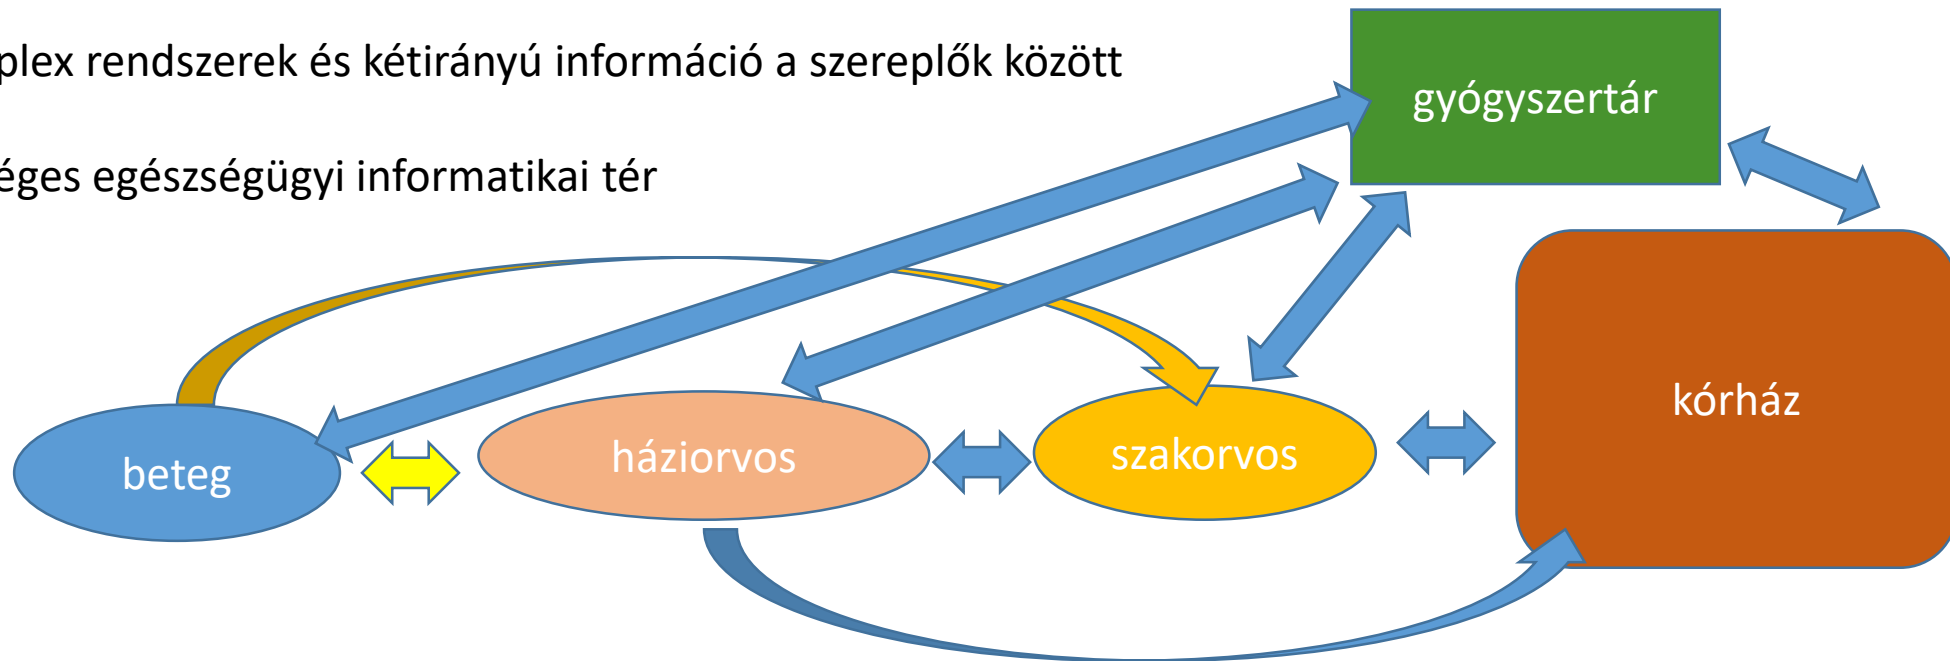 plex rendszerek és kétirányú információ a szereplők között
éges egészségügyi informatikai tér
gyógyszertár
kórház
beteg
háziorvos
szakorvos